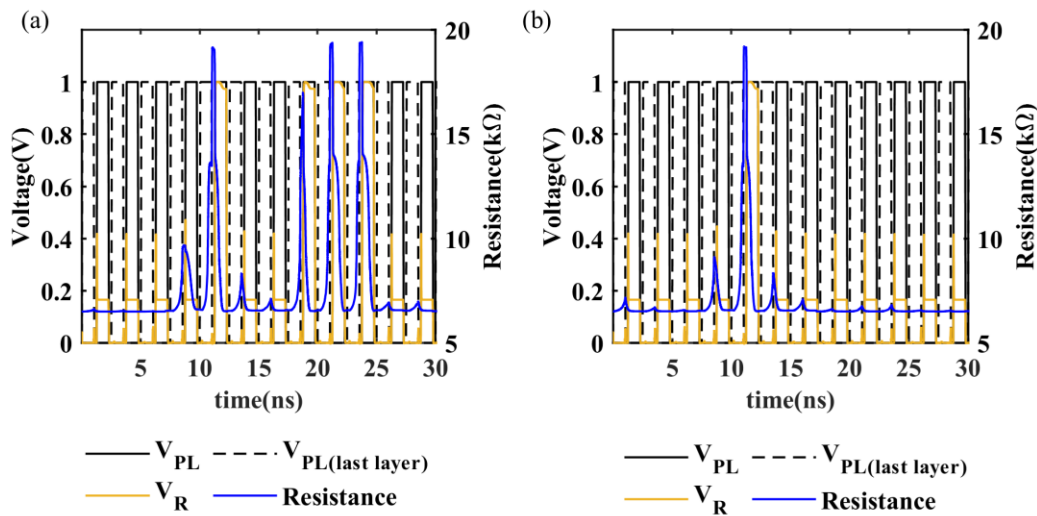 (a)
Voltage(V)
0
0.2
0.4
0.6
0.8
1
5
10
15
20
25
30
time(ns)
5
10
15
20
Resistance(kΩ)
V_PL
V_PL(last layer)
V_R
Resistance
(b)
Voltage(V)
0
0.2
0.4
0.6
0.8
1
5
10
15
20
25
30
time(ns)
5
10
15
20
Resistance(kΩ)
V_PL
V_PL(last layer)
V_R
Resistance